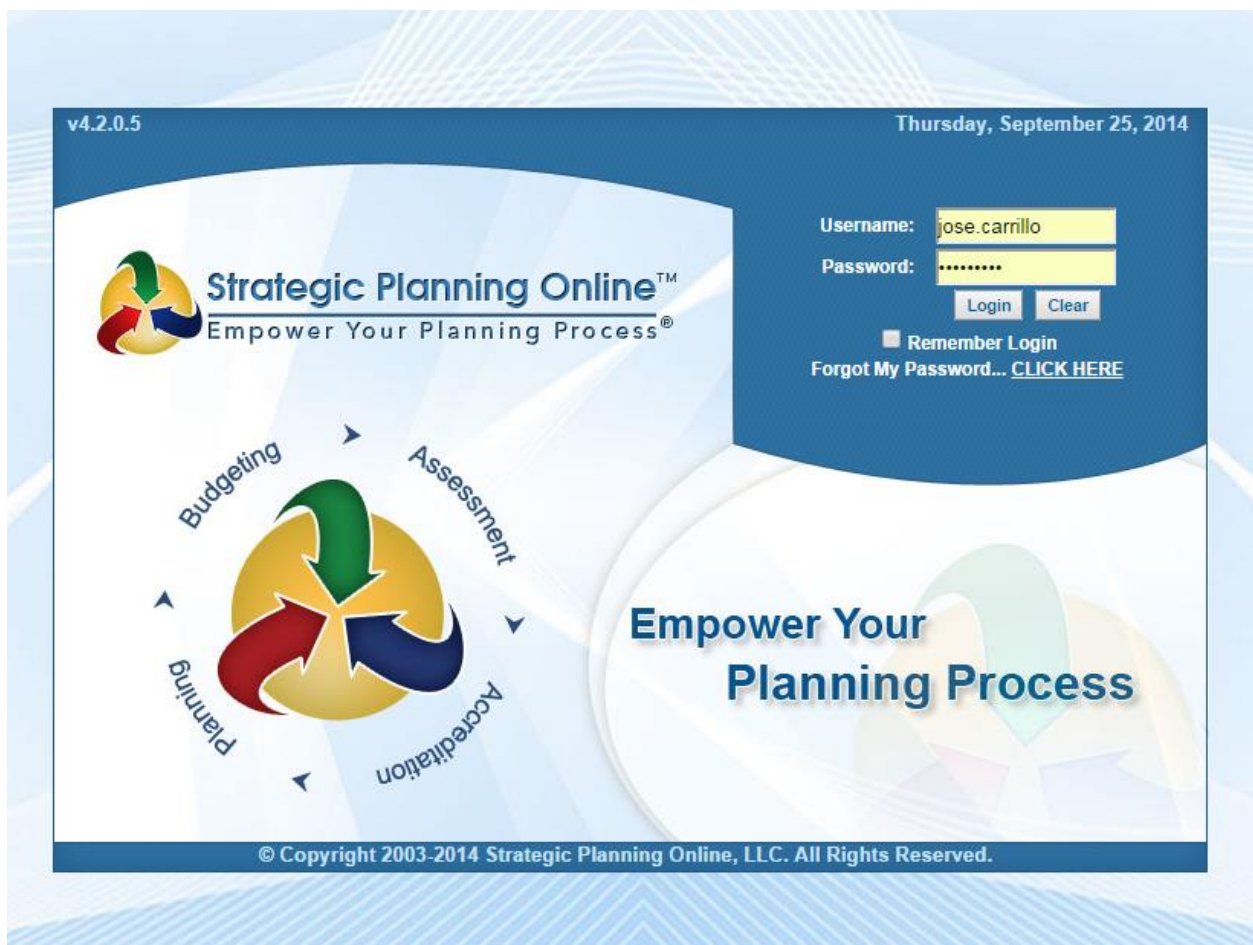 v4.2.0.5
Thursday, September 25, 2014
Username: jose.carrillo
Password: •••••••••
Login Clear
Remember Login
Forgot My Password... CLICK HERE
Strategic Planning Online™
Empower Your Planning Process®
Budgeting
Assessment
Accreditation
Planning
Empower Your
Planning Process
© Copyright 2003-2014 Strategic Planning Online, LLC. All Rights Reserved.